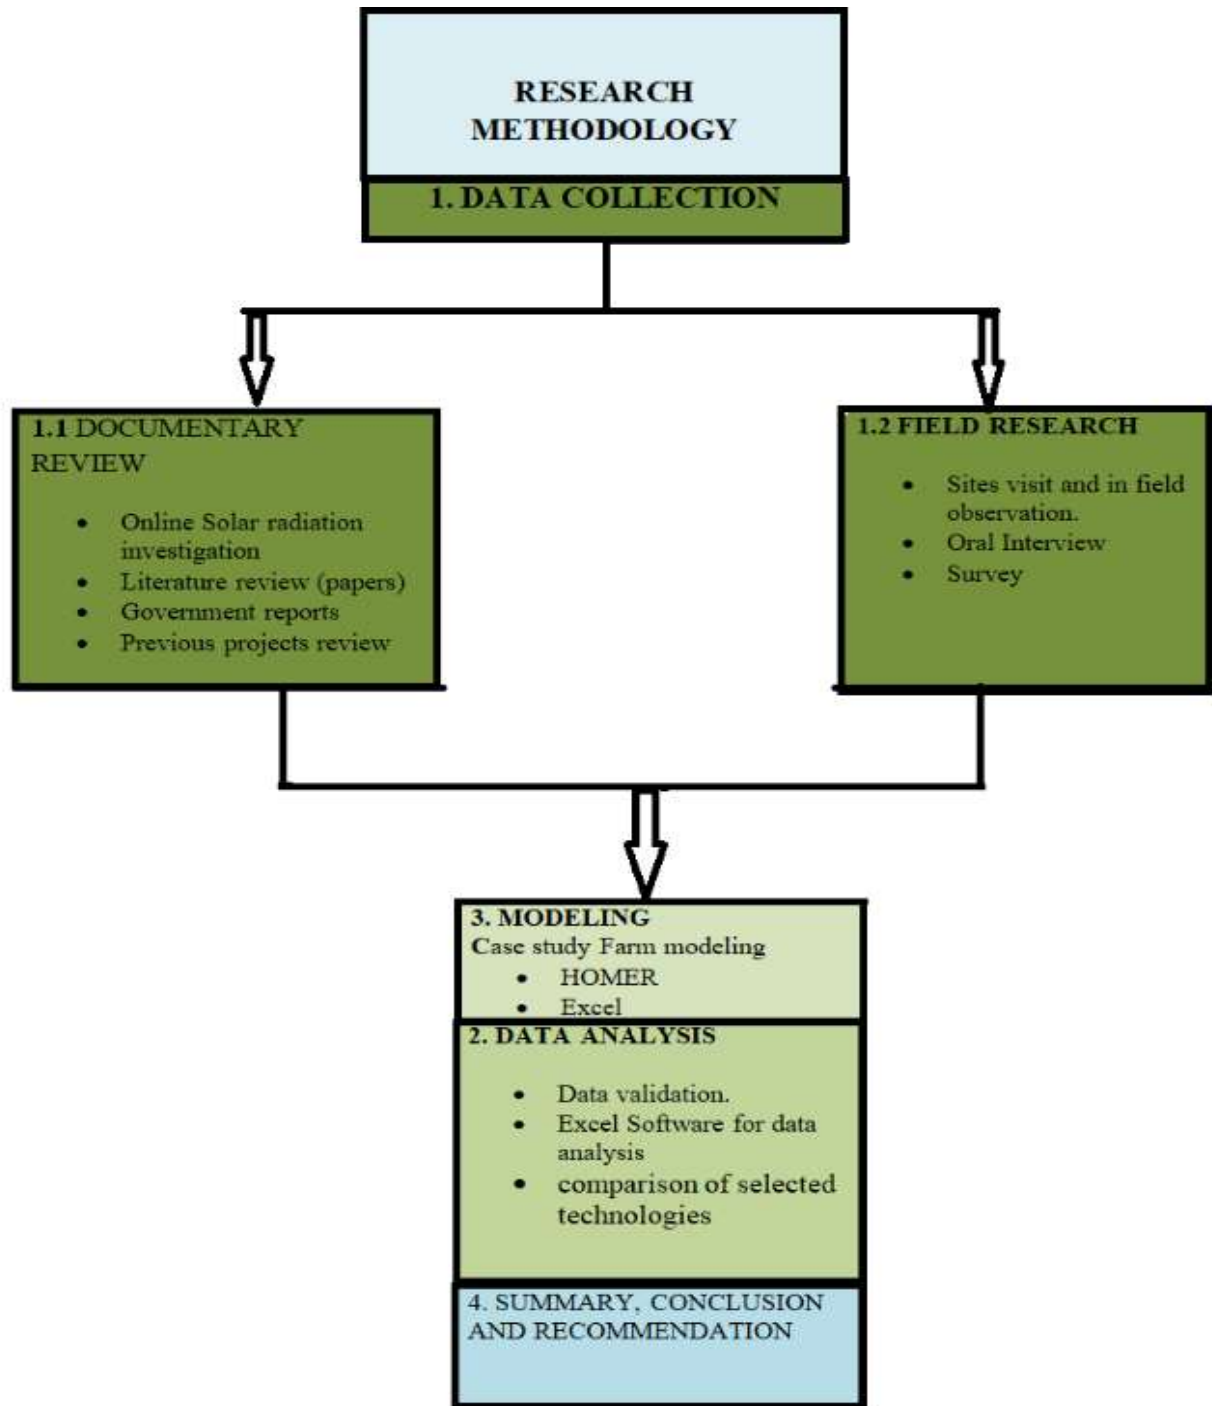 RESEARCH
METHODOLOGY
1. DATA COLLECTION
1.1 DOCUMENTARY
REVIEW
• Online Solar radiation
investigation
• Literature review (papers)
• Government reports
• Previous projects review
1.2 FIELD RESEARCH
• Sites visit and in field
observation.
• Oral Interview
• Survey
3. MODELING
Case study Farm modeling
• HOMER
• Excel
2. DATA ANALYSIS
• Data validation.
• Excel Software for data
analysis
• comparison of selected
technologies
4. SUMMARY, CONCLUSION
AND RECOMMENDATION